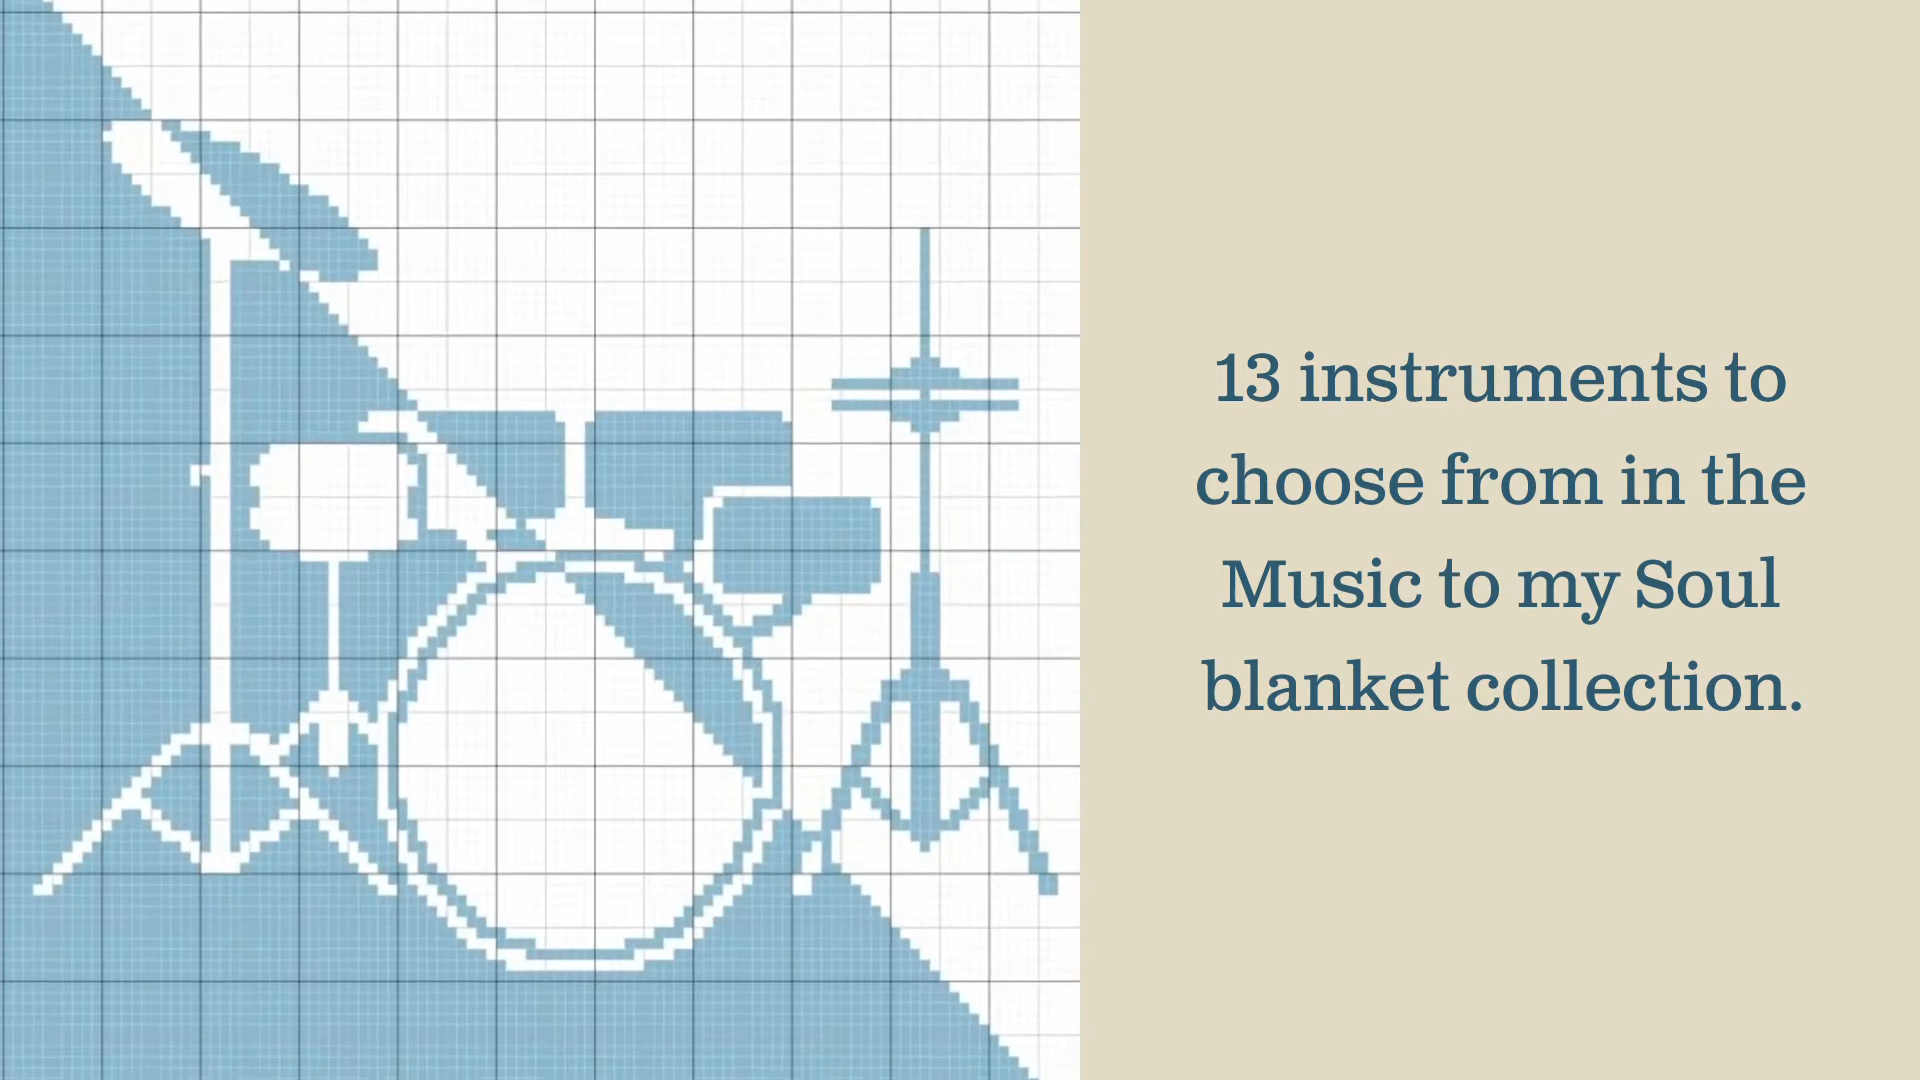 13 instruments to
choose from in the
Music to my Soul
blanket collection.